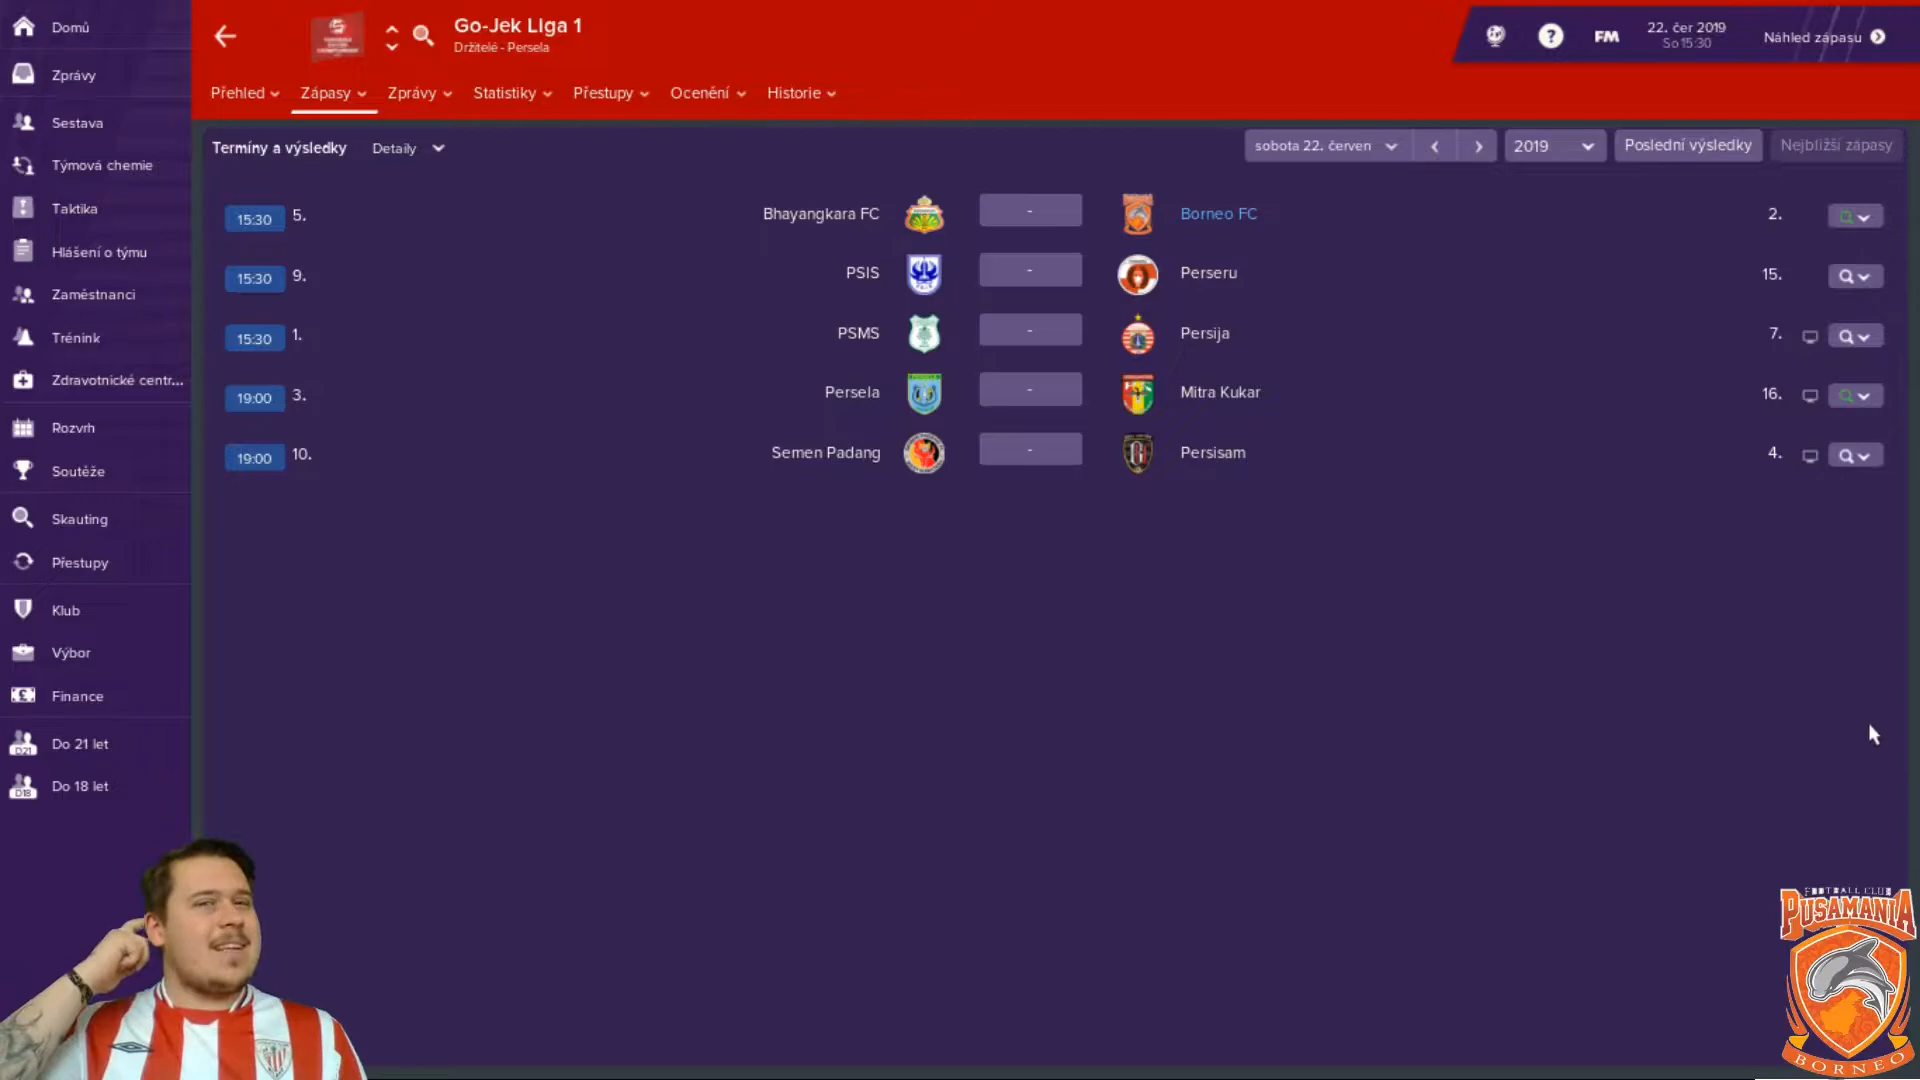 Domů
Zprávy
Sestava
Týmová chemie
Taktika
Hlášení o týmu
Zaměstnanci
Trénink
Zdravotnické centr...
Rozvrh
Soutěže
Skauting
Přestupy
Klub
Výbor
Finance
D21 Do 21 let
D18 Do 18 let
Go-Jek Liga 1
Držitelé - Persela
FM
22. čer 2019
So 15:30
Náhled zápasu
Přehled Zápasy Zprávy Statistiky Přestupy Ocenění Historie
Termíny a výsledky Detaily sobota 22. červen 2019 Poslední výsledky Nejbližší zápasy
15:30 5. Bhayangkara FC - Borneo FC 2.
15:30 9. PSIS - Perseru 15.
15:30 1. PSMS - Persija 7.
19:00 3. Persela - Mitra Kukar 16.
19:00 10. Semen Padang - Persisam 4.
FOOTBALL CLUB
PUSAMANIA
BORNEO